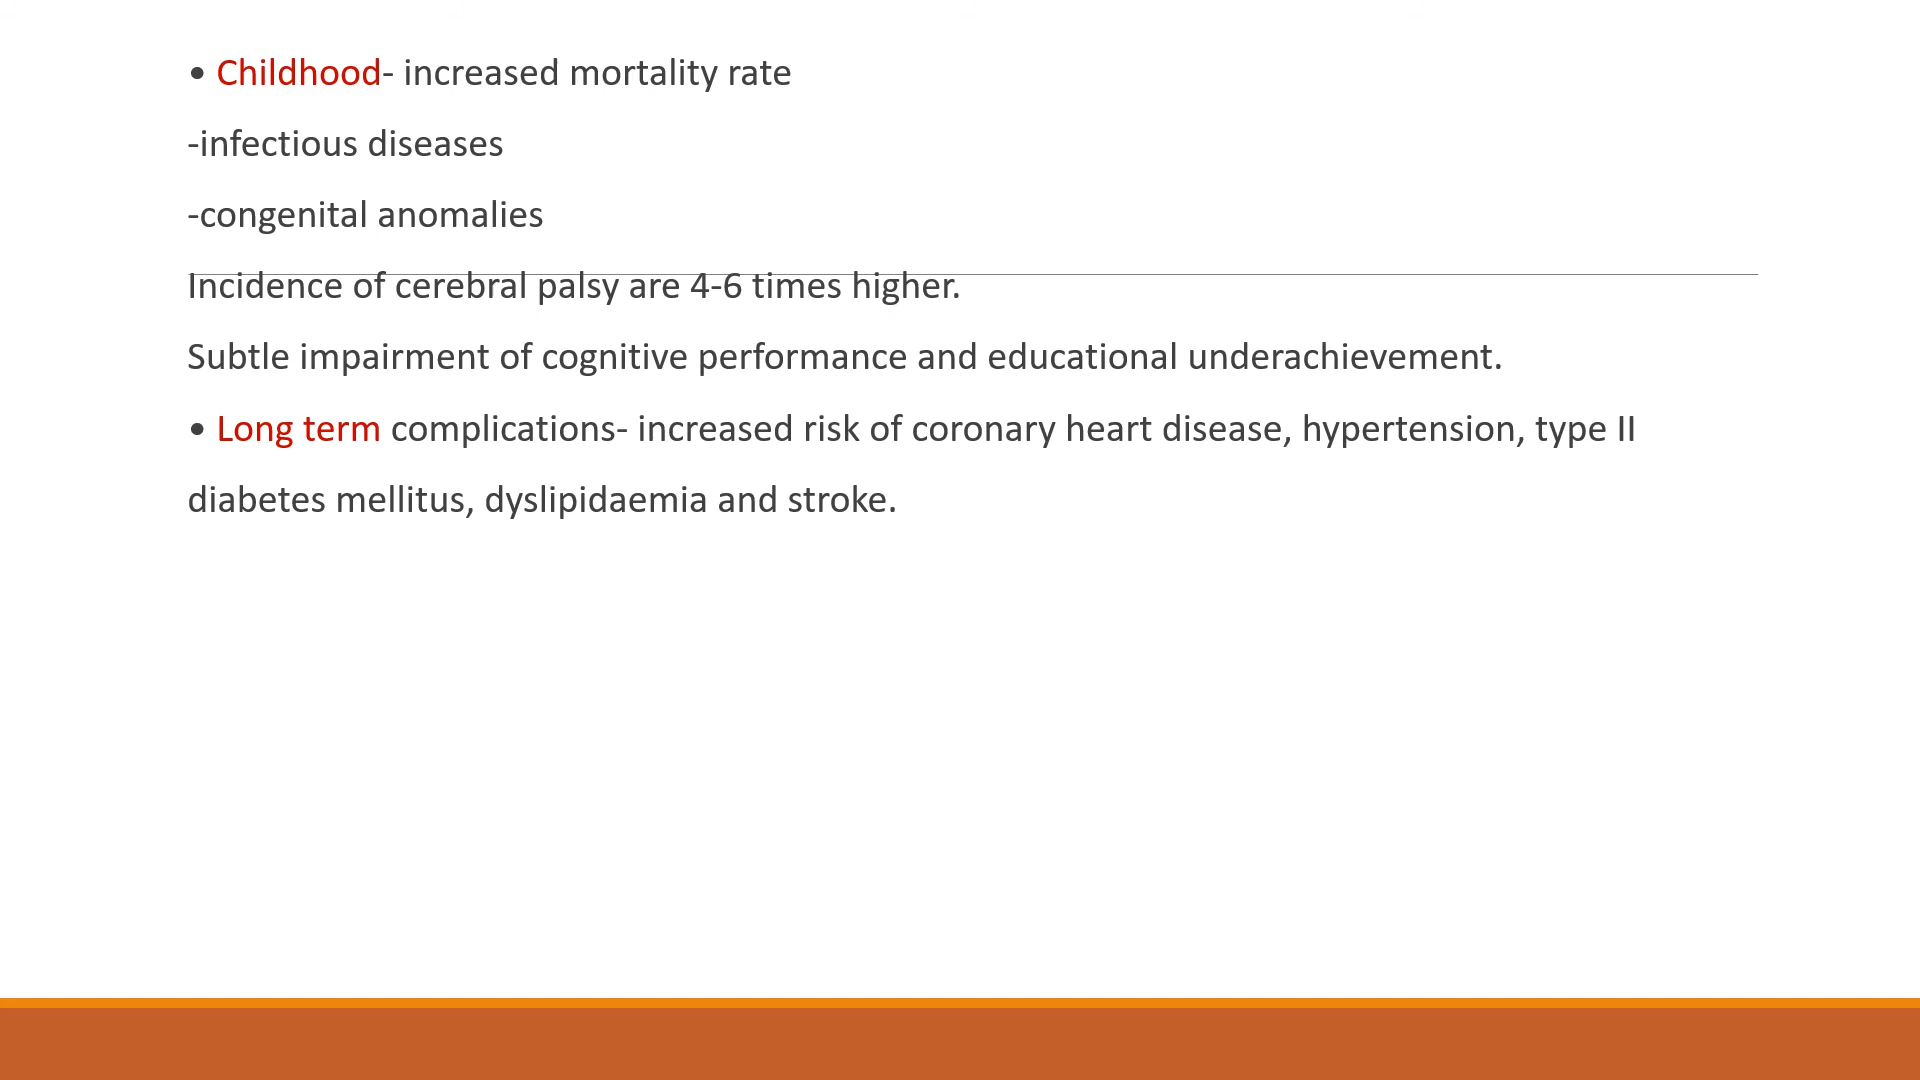 • Childhood- increased mortality rate
-infectious diseases
-congenital anomalies
Incidence of cerebral palsy are 4-6 times higher.
Subtle impairment of cognitive performance and educational underachievement.
• Long term complications- increased risk of coronary heart disease, hypertension, type II
diabetes mellitus, dyslipidaemia and stroke.